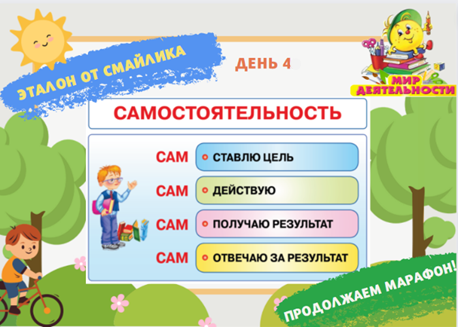 ЭТАЛОН ОТ СМАЙЛИКА
ДЕНЬ 4
МИР
ДЕЯТЕЛЬНОСТИ
САМОСТОЯТЕЛЬНОСТЬ
САМ СТАВЛЮ ЦЕЛЬ
САМ ДЕЙСТВУЮ
САМ ПОЛУЧАЮ РЕЗУЛЬТАТ
САМ ОТВЕЧАЮ ЗА РЕЗУЛЬТАТ
ПРОДОЛЖАЕМ МАРАФОН!